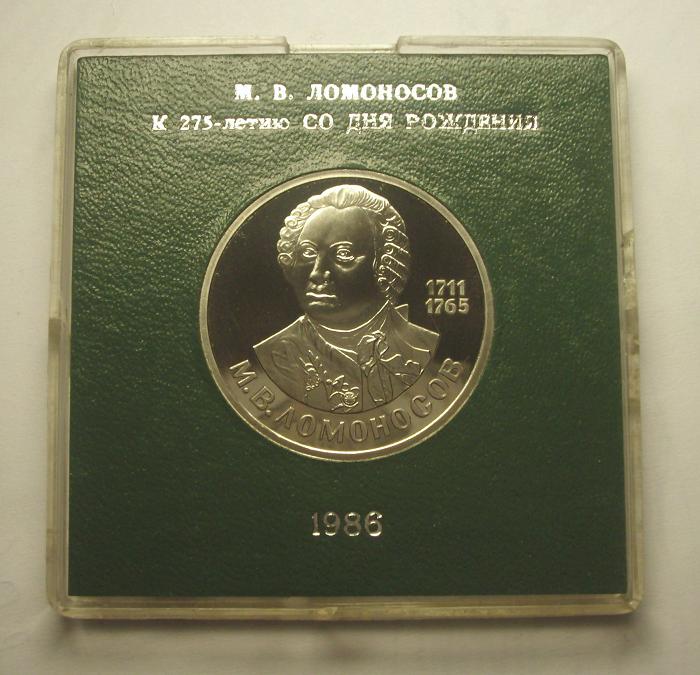 М. В. ЛОМОНОСОВ
К 275-летию СО ДНЯ РОЖДЕНИЯ
1711
1765
М.В.ЛОМОНОСОВ
1986